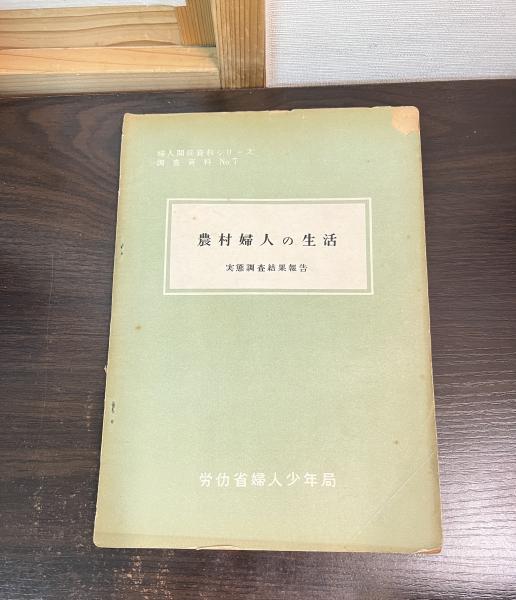 婦人関係資料シリーズ
調査資料 No.7
農村婦人の生活
実態調査結果報告
労仂省婦人少年局